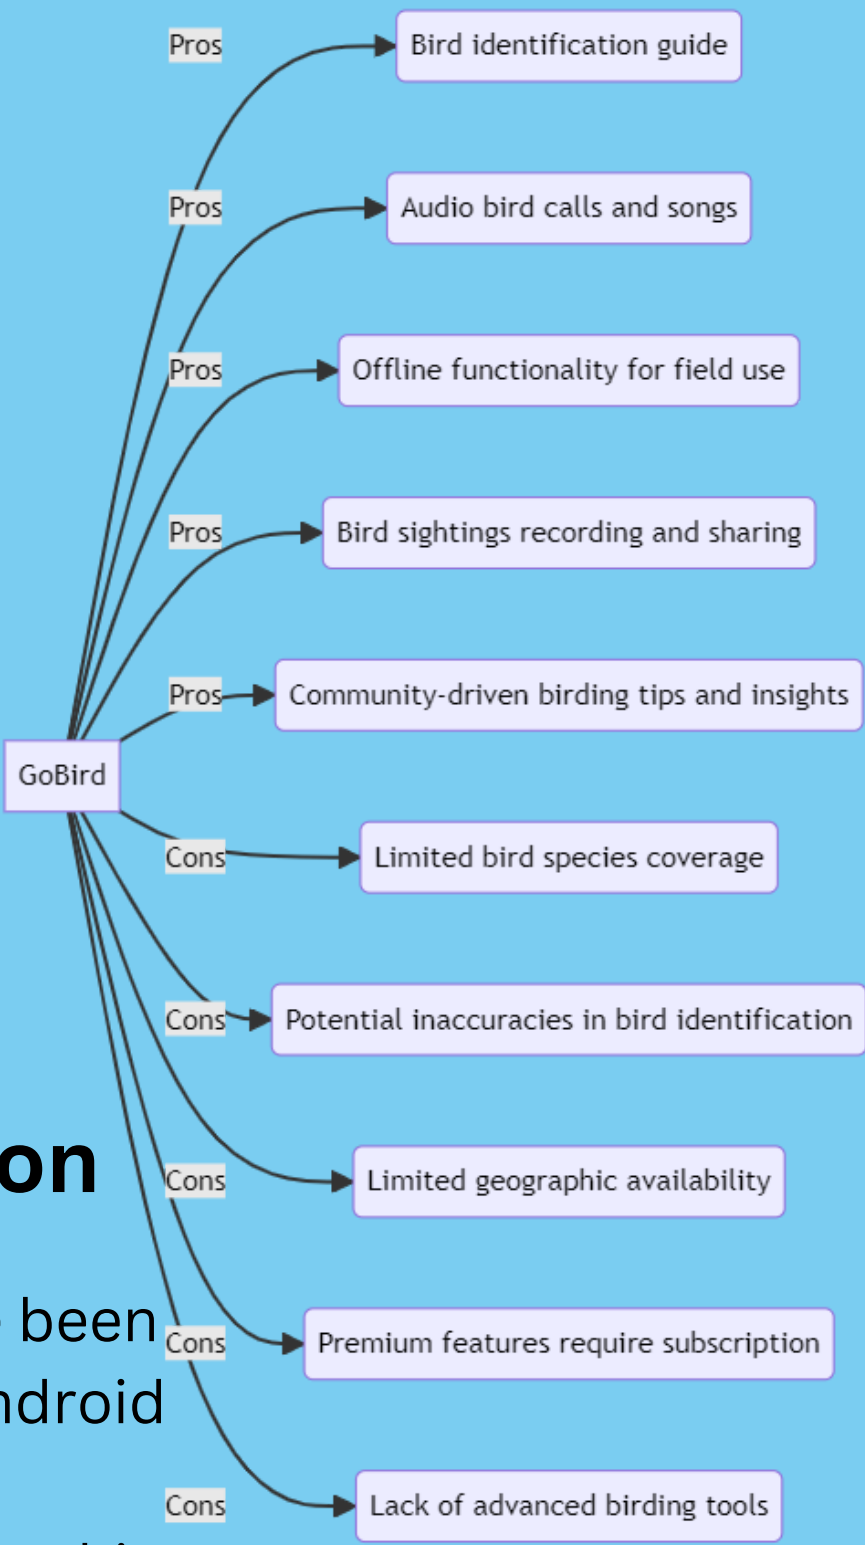 Pros
Bird identification guide
Pros
Audio bird calls and songs
Pros
Offline functionality for field use
Pros
Bird sightings recording and sharing
Pros
Community-driven birding tips and insights
GoBird
Cons
Limited bird species coverage
Cons
Potential inaccuracies in bird identification
on
Cons
Limited geographic availability
been
Cons
Premium features require subscription
ndroid
Cons
Lack of advanced birding tools